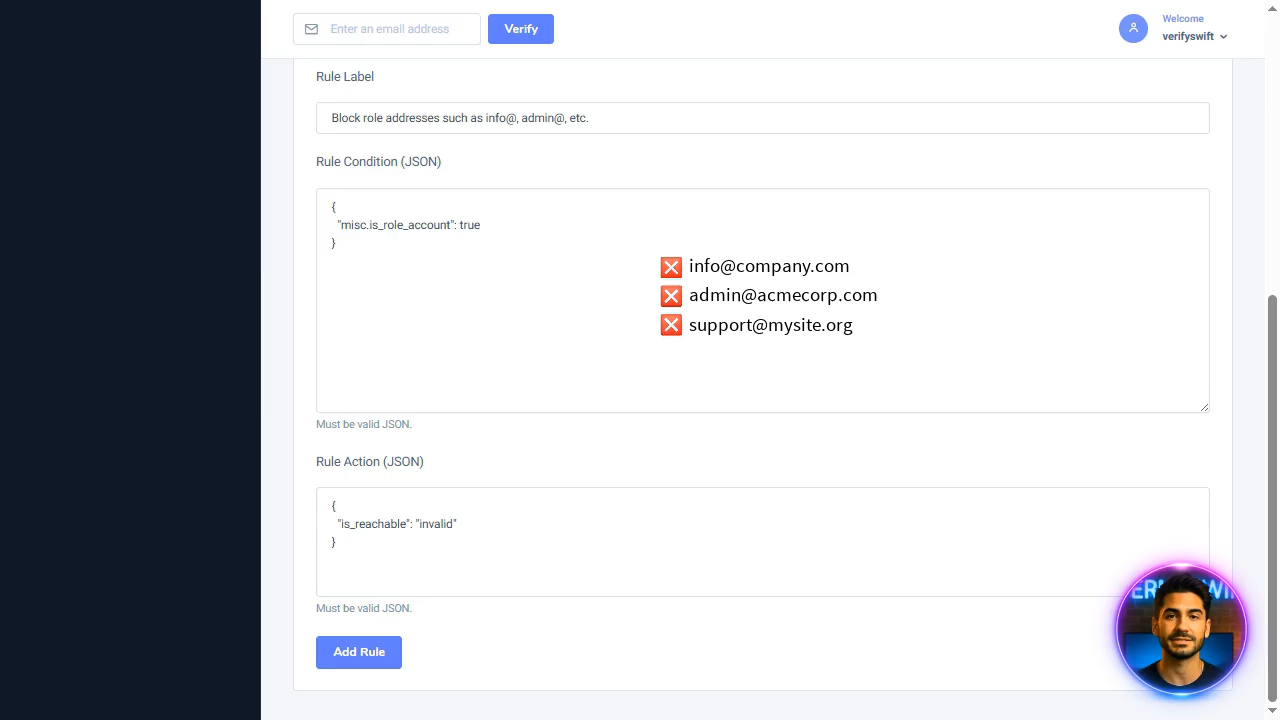 Enter an email address
Verify
Welcome
verifyswift
Rule Label
Block role addresses such as info@, admin@, etc.
Rule Condition (JSON)
{
"misc.is_role_account": true
}
❌ info@company.com
❌ admin@acmecorp.com
❌ support@mysite.org
Must be valid JSON.
Rule Action (JSON)
{
"is_reachable": "invalid"
}
Must be valid JSON.
Add Rule